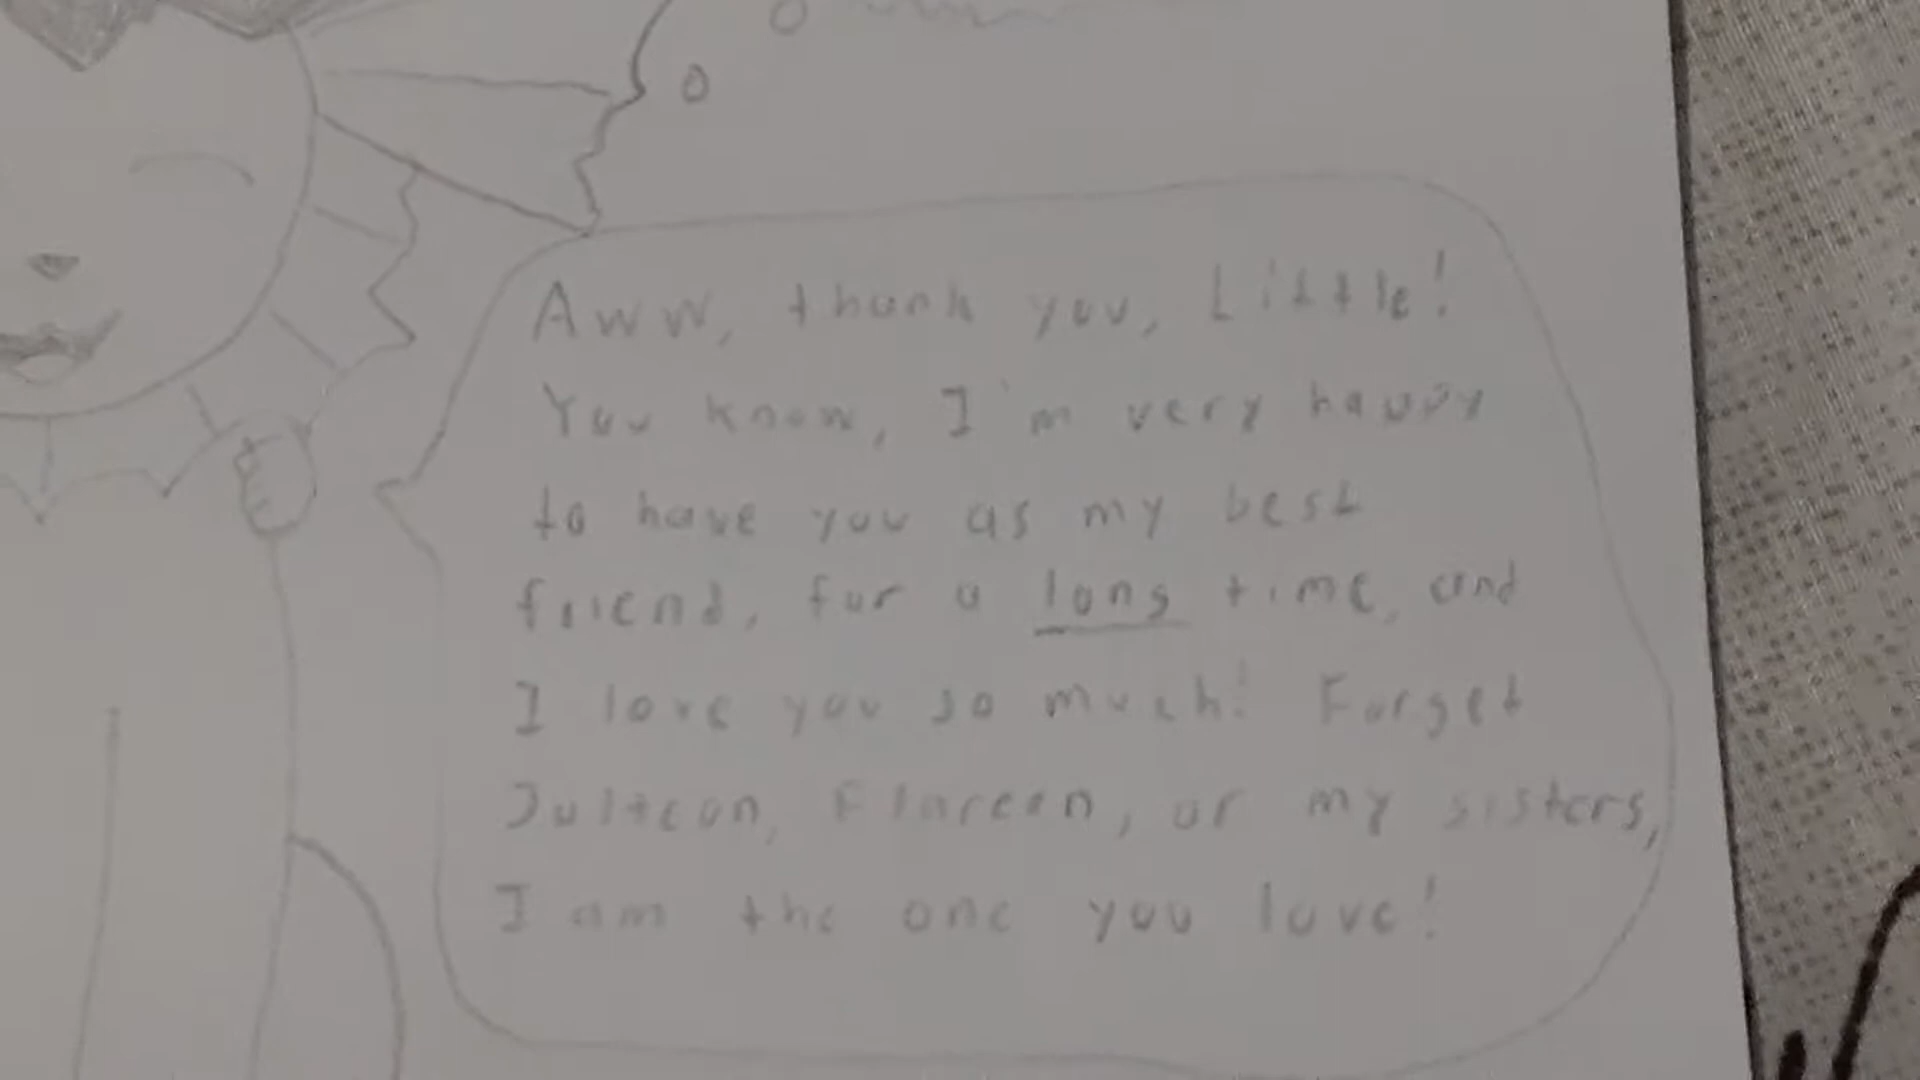 Aww, thank you, Little!
You know, I'm very happy
to have you as my best
friend, for a long time, and
I love you so much! Forget
Jolteon, Flareon, or my sisters,
I am the one you love!